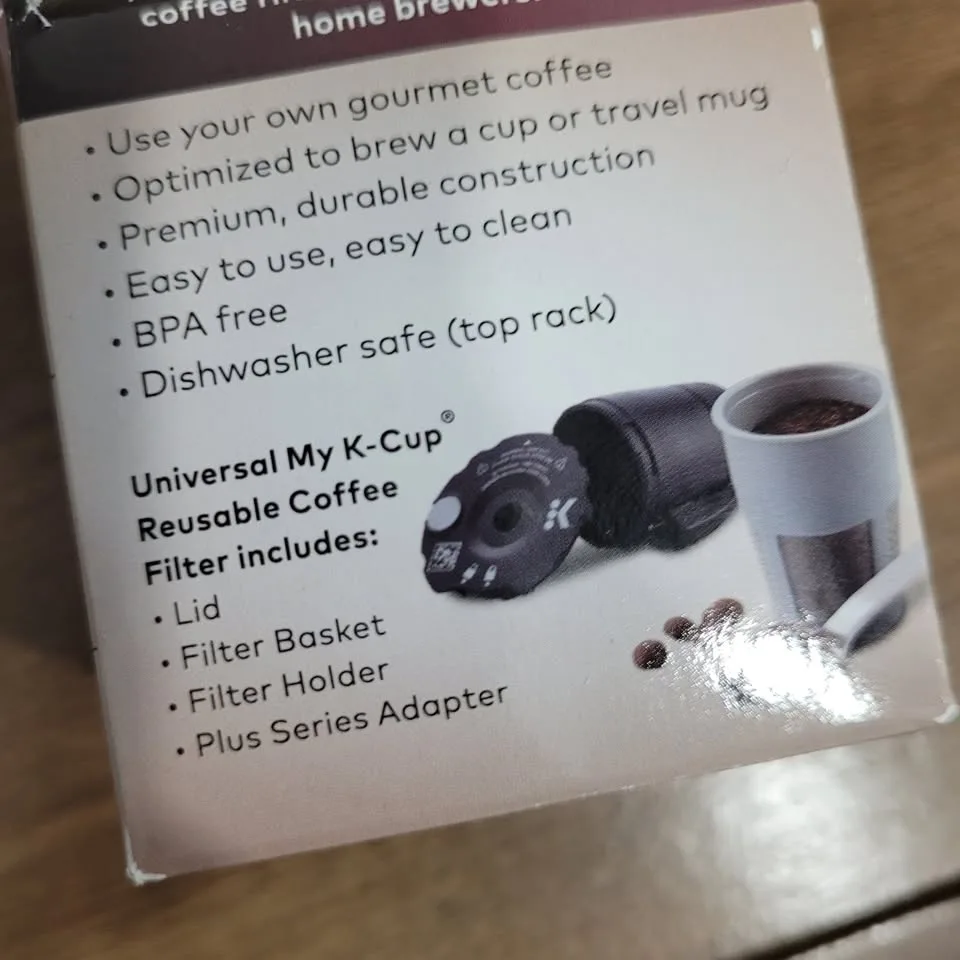 coffee
home brewers.
• Use your own gourmet coffee
• Optimized to brew a cup or travel mug
• Premium, durable construction
• Easy to use, easy to clean
• BPA free
• Dishwasher safe (top rack)
Universal My K-Cup®
Reusable Coffee
Filter includes:
• Lid
• Filter Basket
• Filter Holder
• Plus Series Adapter
K